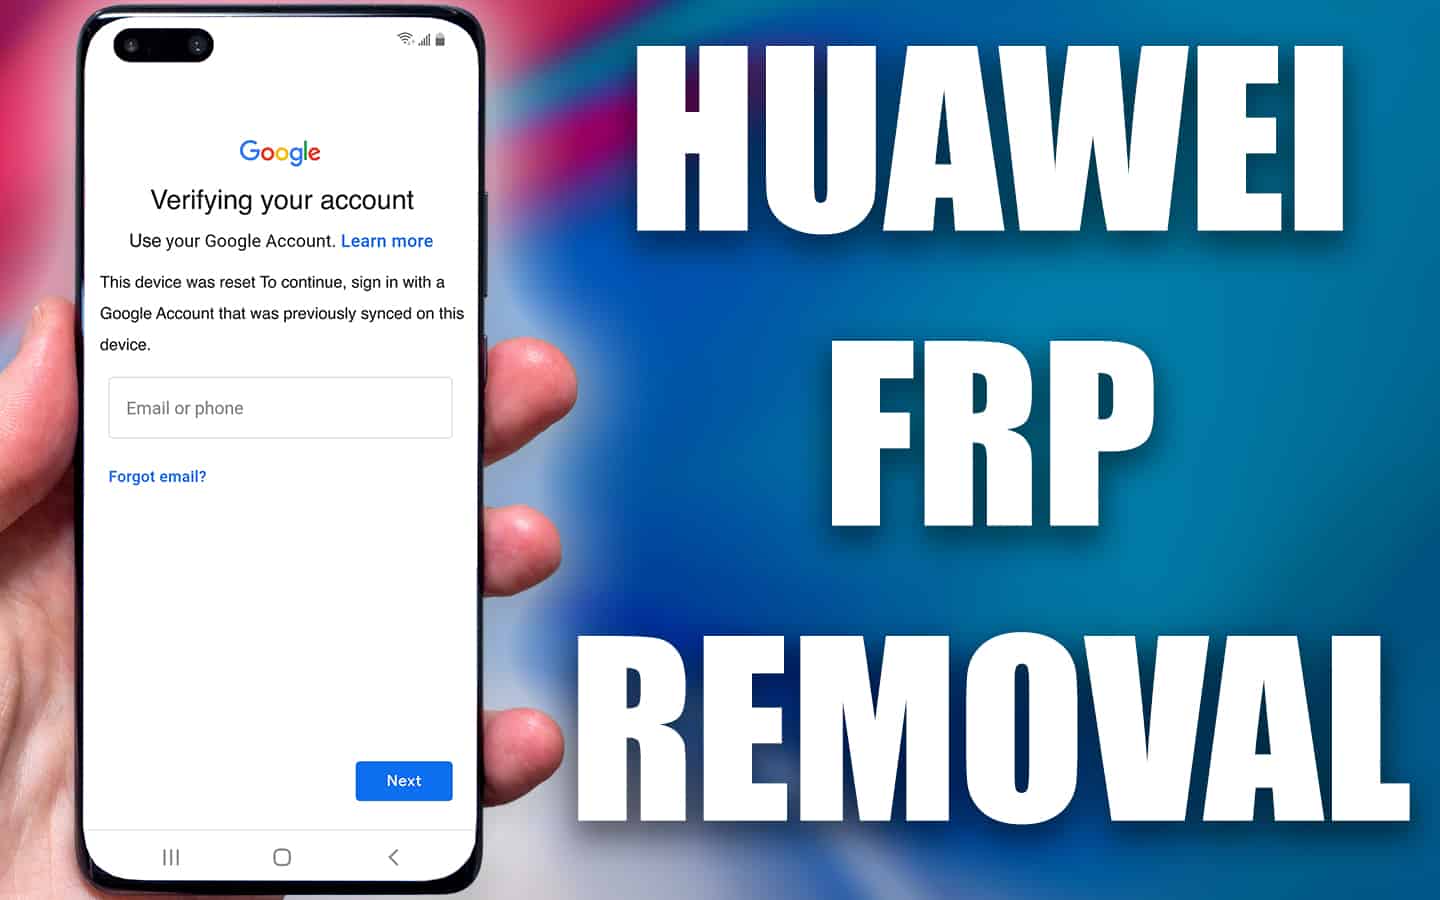 Google
Verifying your account
Use your Google Account. Learn more
This device was reset To continue, sign in with a
Google Account that was previously synced on this
device.
Email or phone
Forgot email?
Next
HUAWEI
FRP
REMOVAL